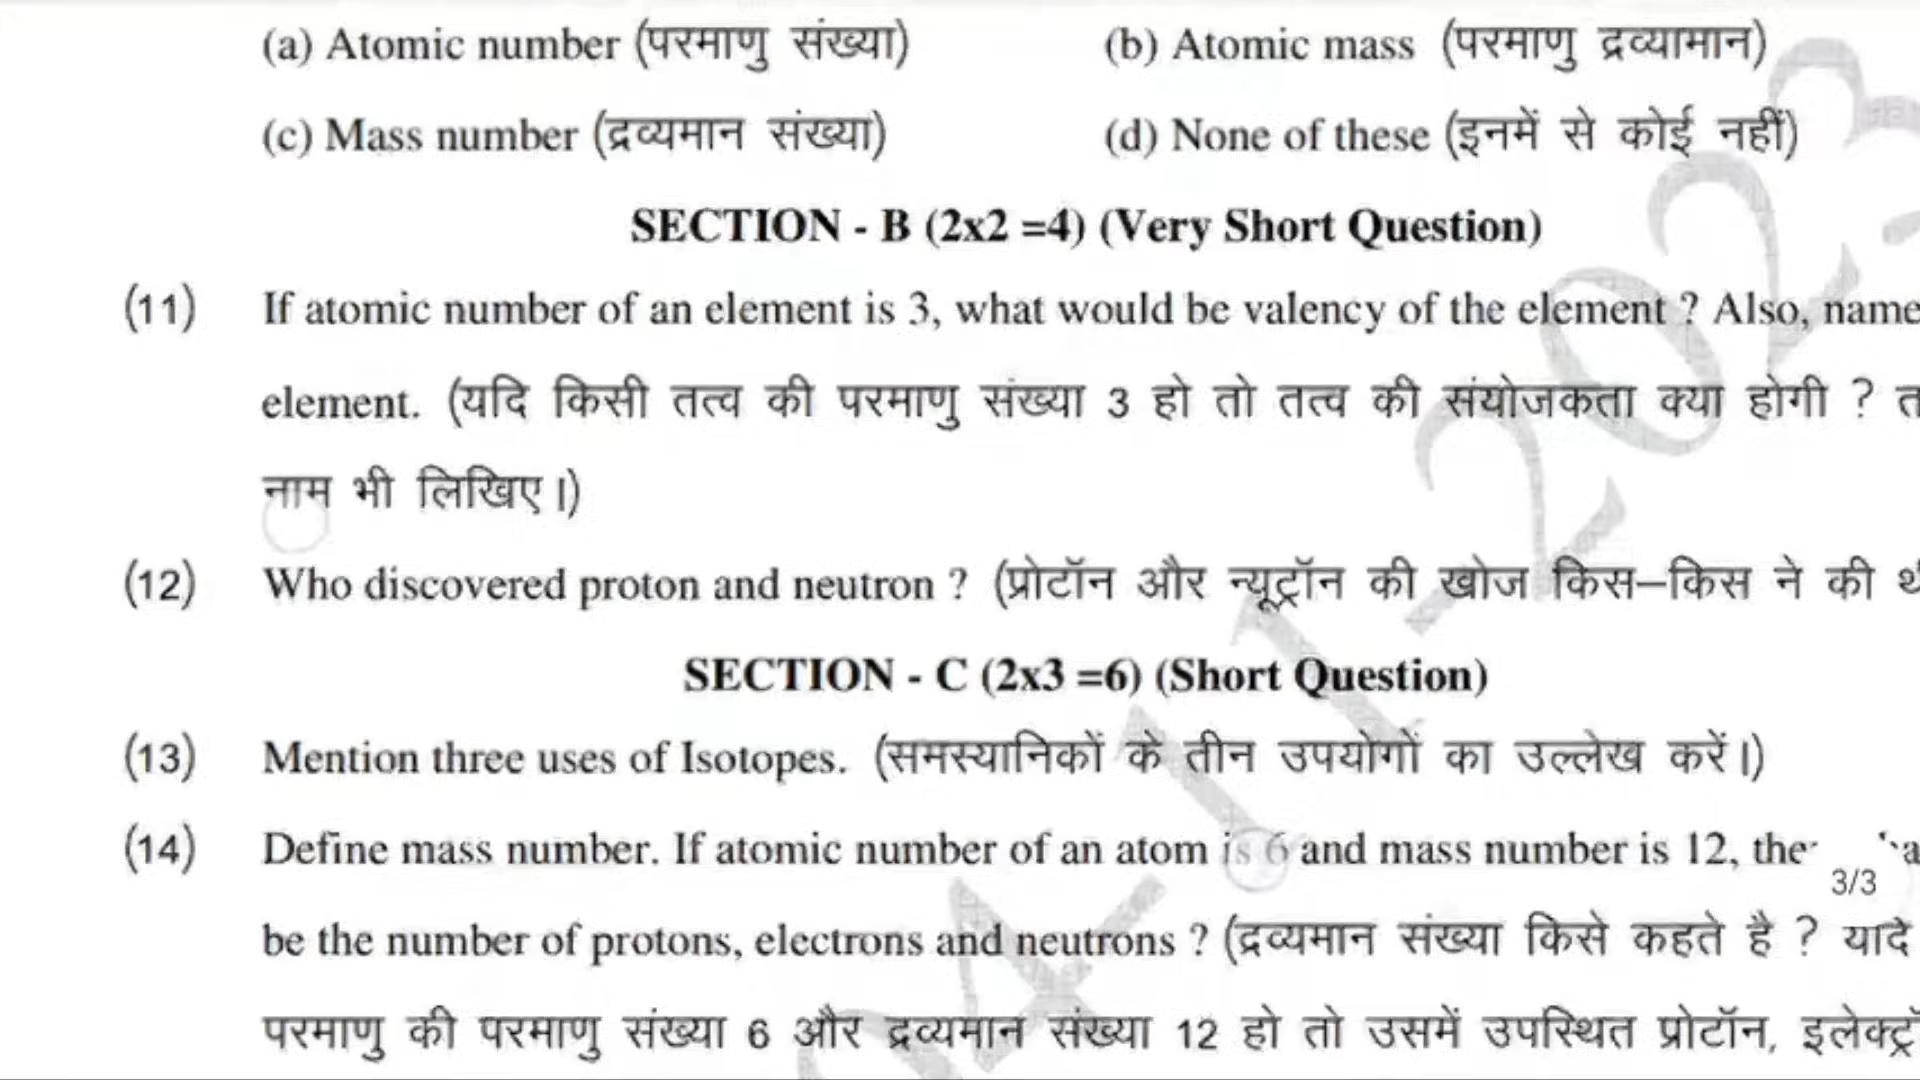 (a) Atomic number (परमाणु संख्या) (b) Atomic mass (परमाणु द्रव्यामान)
(c) Mass number (द्रव्यमान संख्या) (d) None of these (इनमें से कोई नहीं)
SECTION - B (2x2 =4) (Very Short Question)
(11) If atomic number of an element is 3, what would be valency of the element ? Also, name
element. (यदि किसी तत्व की परमाणु संख्या 3 हो तो तत्व की संयोजकता क्या होगी ?
नाम भी लिखिए।)
(12) Who discovered proton and neutron ? (प्रोटॉन और न्यूट्रॉन की खोज किस–किस ने की
SECTION - C (2x3 =6) (Short Question)
(13) Mention three uses of Isotopes. (समस्थानिकों के तीन उपयोगों का उल्लेख करें।)
(14) Define mass number. If atomic number of an atom is 6 and mass number is 12,
3/3
be the number of protons, electrons and neutrons ? (द्रव्यमान संख्या किसे कहते है ?
परमाणु की परमाणु संख्या 6 और द्रव्यमान संख्या 12 हो तो उसमें उपस्थित प्रोटॉन,
04-11-2023